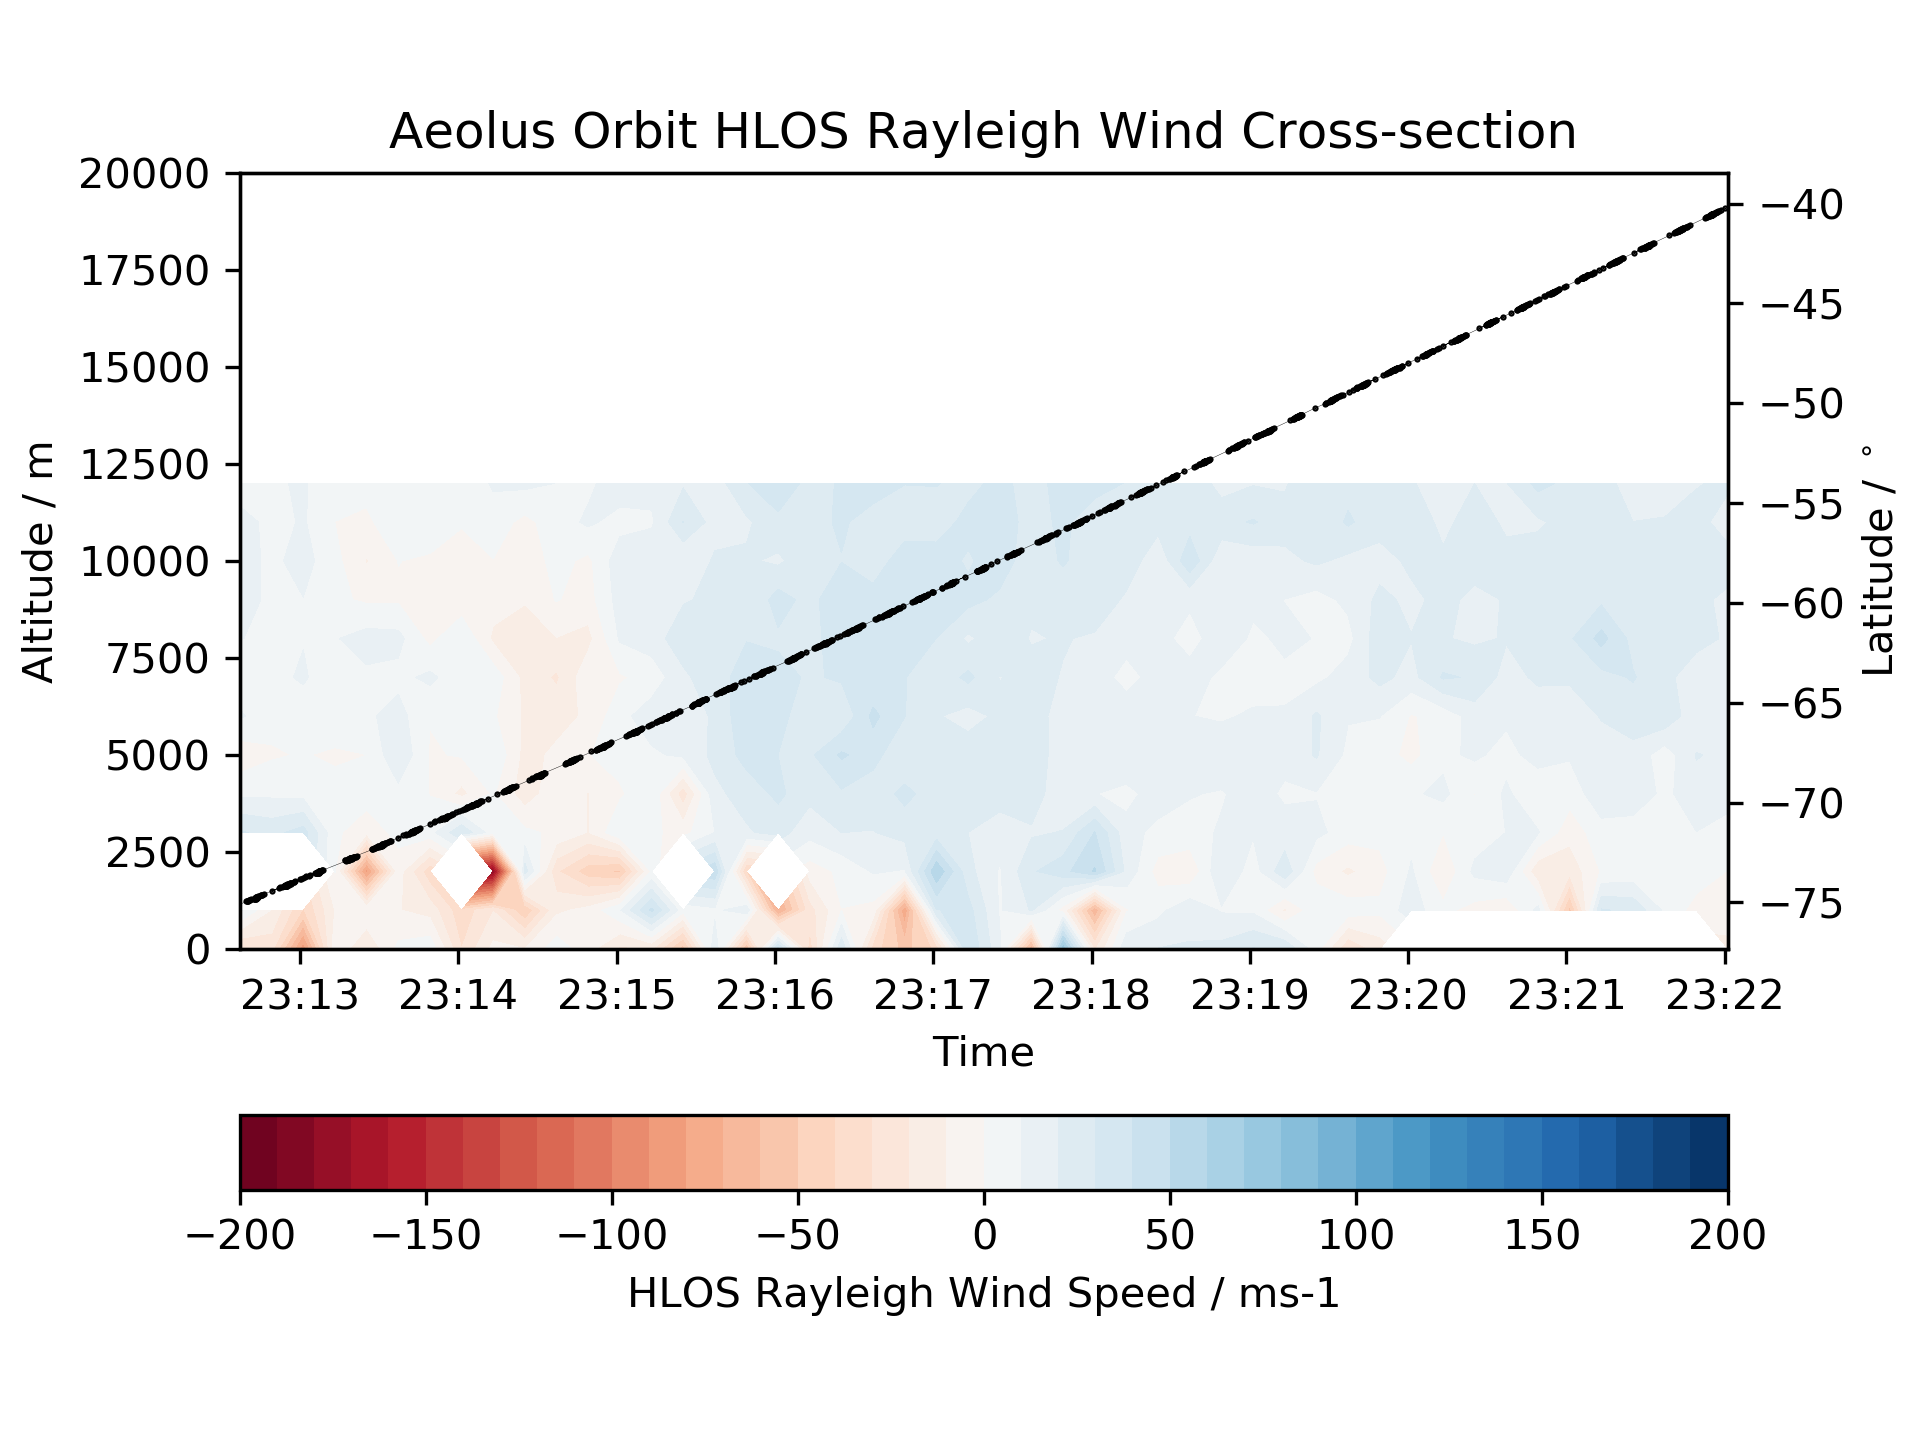 Aeolus Orbit HLOS Rayleigh Wind Cross-section
20000
17500
15000
12500
10000
7500
5000
2500
0
Altitude / m
−40
−45
−50
−55
−60
−65
−70
−75
Latitude / °
23:13 23:14 23:15 23:16 23:17 23:18 23:19 23:20 23:21 23:22
Time
−200 −150 −100 −50 0 50 100 150 200
HLOS Rayleigh Wind Speed / ms-1